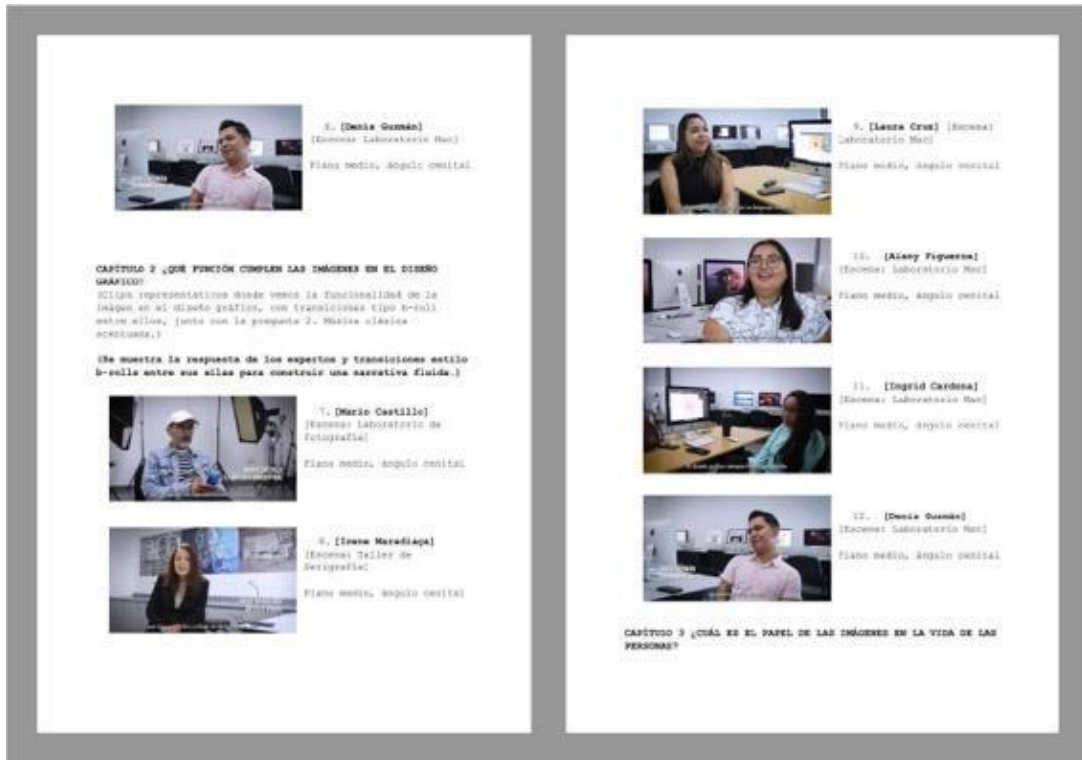 6. [Denis Guzmán]
[Escena: Laboratorio Mac]
Plano medio, ángulo cenital
CAPÍTULO 2 ¿QUÉ FUNCIÓN CUMPLEN LAS IMÁGENES EN EL DISEÑO
GRÁFICO?
(Clips representativos donde vemos la funcionalidad de la
imagen en el diseño gráfico, con transiciones tipo b-roll
entre ellos, junto con la pregunta 2. Música clásica
acentuada.)
(Se muestra la respuesta de los expertos y transiciones estilo
b-rolls entre sus ellas para construir una narrativa fluida.)
7. [Mario Castillo]
[Escena: Laboratorio de
Fotografía]
Plano medio, ángulo cenital
8. [Irene Maradiaga]
[Escena: Taller de
Serigrafía]
Plano medio, ángulo cenital
9. [Laura Cruz] [Escena:
Laboratorio Mac]
Plano medio, ángulo cenital
10. [Alany Figueroa]
[Escena: Laboratorio Mac]
Plano medio, ángulo cenital
11. [Ingrid Cardona]
[Escena: Laboratorio Mac]
Plano medio, ángulo cenital
12. [Denis Guzmán]
[Escena: Laboratorio Mac]
Plano medio, ángulo cenital
CAPÍTULO 3 ¿CUÁL ES EL PAPEL DE LAS IMÁGENES EN LA VIDA DE LAS
PERSONAS?